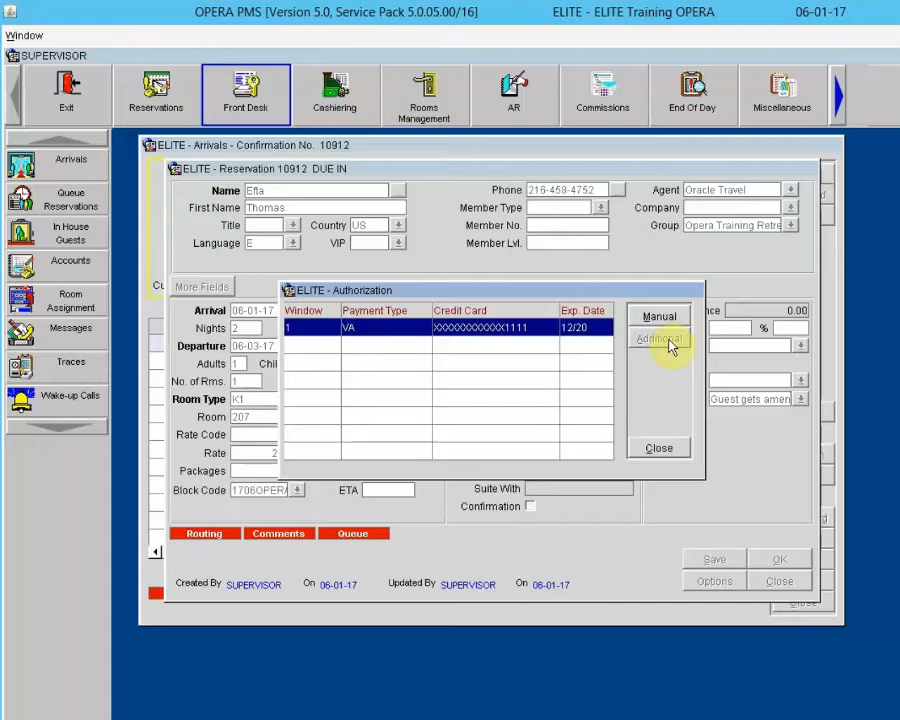 OPERA PMS [Version 5.0, Service Pack 5.0.05.00/16] ELITE - ELITE Training OPERA 06-01-17
Window
SUPERVISOR
Exit Reservations Front Desk Cashiering Rooms Management AR Commissions End Of Day Miscellaneous
Arrivals
Queue Reservations
In House Guests
Accounts
Room Assignment
Messages
Traces
Wake-up Calls
ELITE - Arrivals - Confirmation No. 10912
ELITE - Reservation 10912 DUE IN
Name Efta Phone 216-458-4752 Agent Oracle Travel
First Name Thomas Member Type Company
Title Country US Member No. Group Opera Training Retre
Language E VIP Member Lvl.
More Fields
ELITE - Authorization
Window Payment Type Credit Card Exp. Date
1 VA XXXXXXXXXXXX1111 12/20
Manual
Additional
Close
Arrival 06-01-17 0.00
Nights 2 %
Departure 06-03-17
Adults 1 Chil
No. of Rms. 1
Room Type K1 Guest gets amen
Room 207
Rate Code
Rate 2
Packages
Block Code 1706OPERA ETA Suite With
Confirmation
Routing Comments Queue
Save OK
Created By SUPERVISOR On 06-01-17 Updated By SUPERVISOR On 06-01-17 Options Close